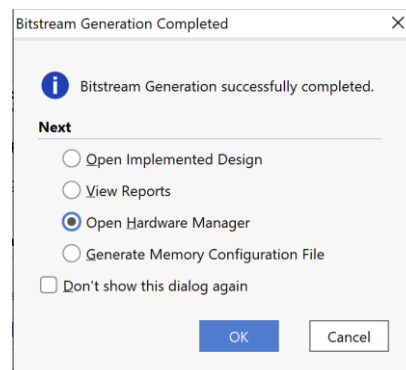 Bitstream Generation Completed
Bitstream Generation successfully completed.
Next
Open Implemented Design
View Reports
Open Hardware Manager
Generate Memory Configuration File
Don't show this dialog again
OK
Cancel